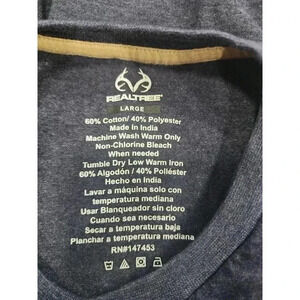 REALTREE
LARGE
60% Cotton/ 40% Polyester
Made in India
Machine Wash Warm Only
Non-Chlorine Bleach
When needed
Tumble Dry Low Warm Iron
60% Algodón / 40% Poliéster
Hecho en India
Lavar a máquina solo con
temperatura mediana
Usar Blanqueador sin cloro
Cuando sea necesario
Secar a temperatura baja
Planchar a temperatura mediana
RN#147453